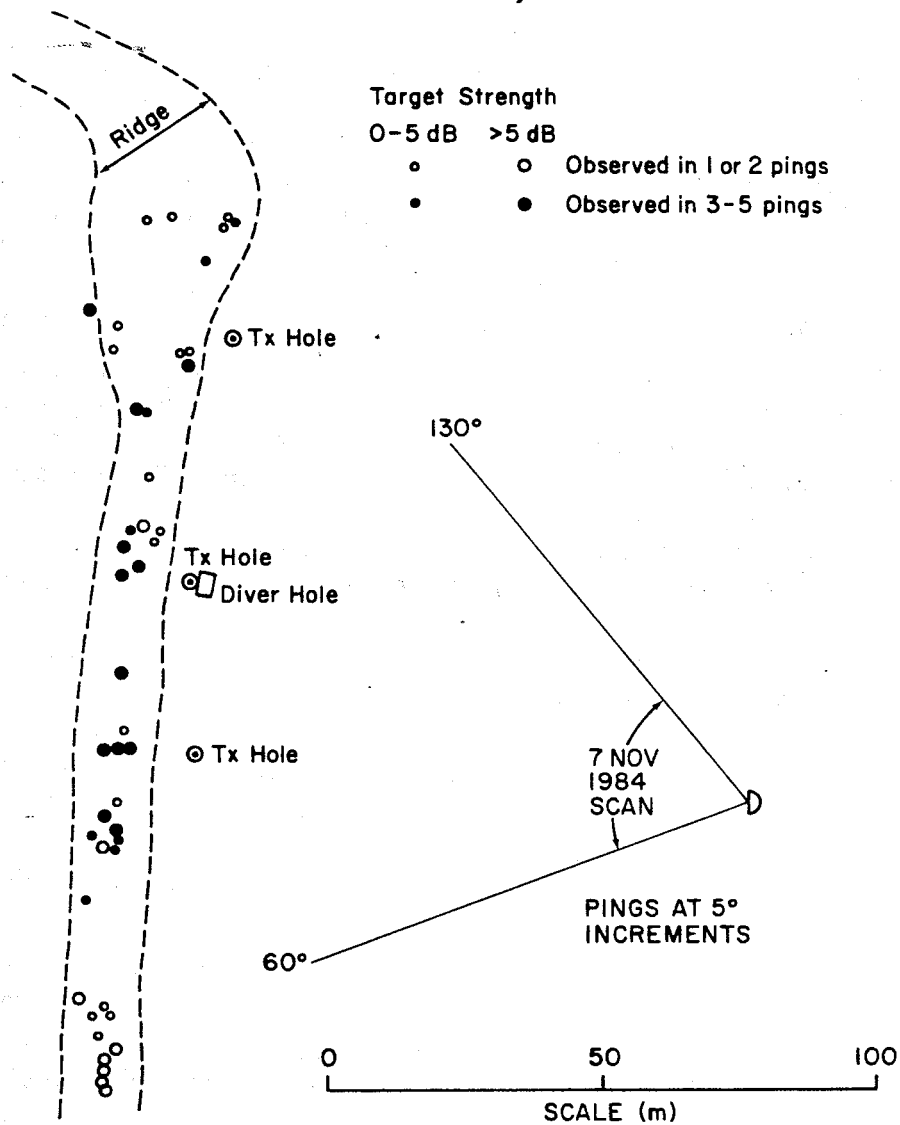 Ridge
Target Strength
0-5 dB >5 dB
Observed in 1 or 2 pings
Observed in 3-5 pings
Tx Hole
130°
Tx Hole
Diver Hole
Tx Hole
7 NOV
1984
SCAN
PINGS AT 5°
INCREMENTS
60°
0 50 100
SCALE (m)